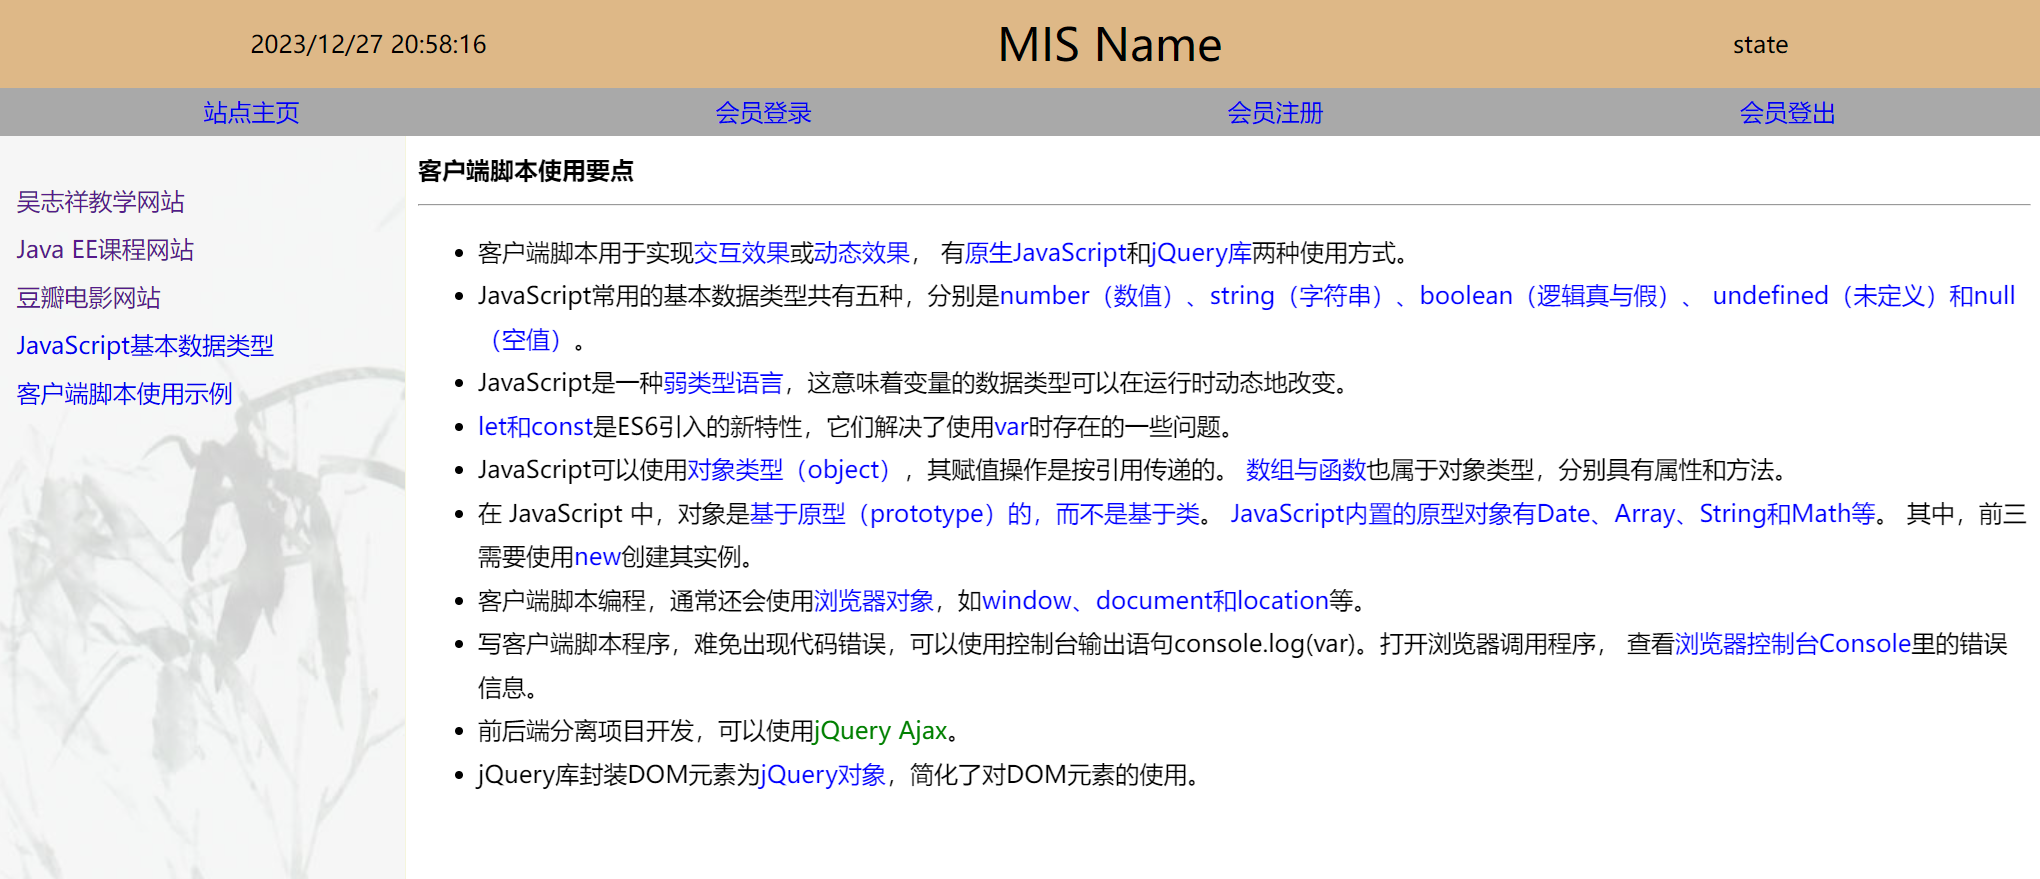 2023/12/27 20:58:16 MIS Name state
站点主页 会员登录 会员注册 会员登出
吴志祥教学网站
Java EE课程网站
豆瓣电影网站
JavaScript基本数据类型
客户端脚本使用示例
客户端脚本使用要点
客户端脚本用于实现交互效果或动态效果， 有原生JavaScript和jQuery库两种使用方式。
JavaScript常用的基本数据类型共有五种，分别是number（数值）、string（字符串）、boolean（逻辑真与假）、 undefined（未定义）和null
（空值）。
JavaScript是一种弱类型语言，这意味着变量的数据类型可以在运行时动态地改变。
let和const是ES6引入的新特性，它们解决了使用var时存在的一些问题。
JavaScript可以使用对象类型（object），其赋值操作是按引用传递的。 数组与函数也属于对象类型，分别具有属性和方法。
在 JavaScript 中，对象是基于原型（prototype）的，而不是基于类。 JavaScript内置的原型对象有Date、Array、String和Math等。 其中，前三
需要使用new创建其实例。
客户端脚本编程，通常还会使用浏览器对象，如window、document和location等。
写客户端脚本程序，难免出现代码错误，可以使用控制台输出语句console.log(var)。打开浏览器调用程序， 查看浏览器控制台Console里的错误
信息。
前后端分离项目开发，可以使用jQuery Ajax。
jQuery库封装DOM元素为jQuery对象，简化了对DOM元素的使用。